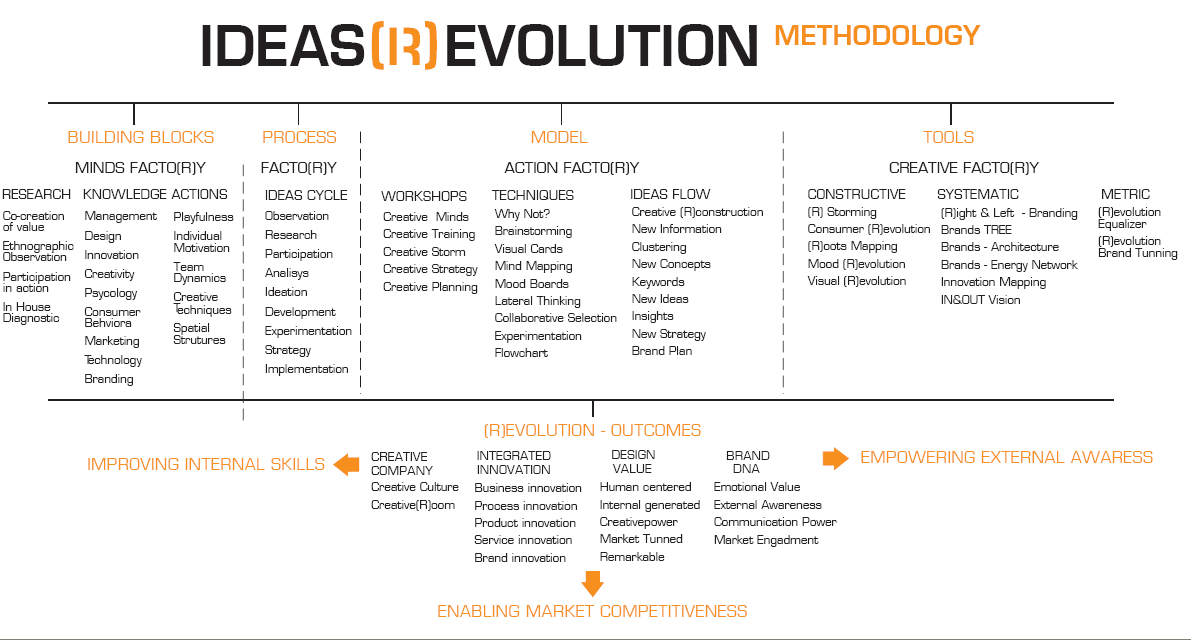 IDEAS(R)EVOLUTION METHODOLOGY
BUILDING BLOCKS
MINDS FACTO(R)Y
RESEARCH
Co-creation
of value
Ethnographic
Observation
Participation
in action
In House
Diagnostic
KNOWLEDGE
Management
Design
Innovation
Creativity
Psycology
Consumer
Behviora
Marketing
Technology
Branding
ACTIONS
Playfulness
Individual
Motivation
Team
Dynamics
Creative
Techniques
Spatial
Strutures
PROCESS
FACTO(R)Y
IDEAS CYCLE
Observation
Research
Participation
Analisys
Ideation
Development
Experimentation
Strategy
Implementation
MODEL
ACTION FACTO(R)Y
WORKSHOPS
Creative Minds
Creative Training
Creative Storm
Creative Strategy
Creative Planning
TECHNIQUES
Why Not?
Brainstorming
Visual Cards
Mind Mapping
Mood Boards
Lateral Thinking
Collaborative Selection
Experimentation
Flowchart
IDEAS FLOW
Creative (R)construction
New Information
Clustering
New Concepts
Keywords
New Ideas
Insights
New Strategy
Brand Plan
TOOLS
CREATIVE FACTO(R)Y
CONSTRUCTIVE
(R) Storming
Consumer (R)evolution
(R)oots Mapping
Mood (R)evolution
Visual (R)evolution
SYSTEMATIC
(R)ight & Left - Branding
Brands TREE
Brands - Architecture
Brands - Energy Network
Innovation Mapping
IN&OUT Vision
METRIC
(R)evolution
Equalizer
(R)evolution
Brand Tunning
(R)EVOLUTION - OUTCOMES
IMPROVING INTERNAL SKILLS
CREATIVE
COMPANY
Creative Culture
Creative(R)oom
INTEGRATED
INNOVATION
Business innovation
Process innovation
Product innovation
Service innovation
Brand innovation
DESIGN
VALUE
Human centered
Internal generated
Creativepower
Market Tunned
Remarkable
BRAND
DNA
Emotional Value
External Awareness
Communication Power
Market Engadment
EMPOWERING EXTERNAL AWARESS
ENABLING MARKET COMPETITIVENESS